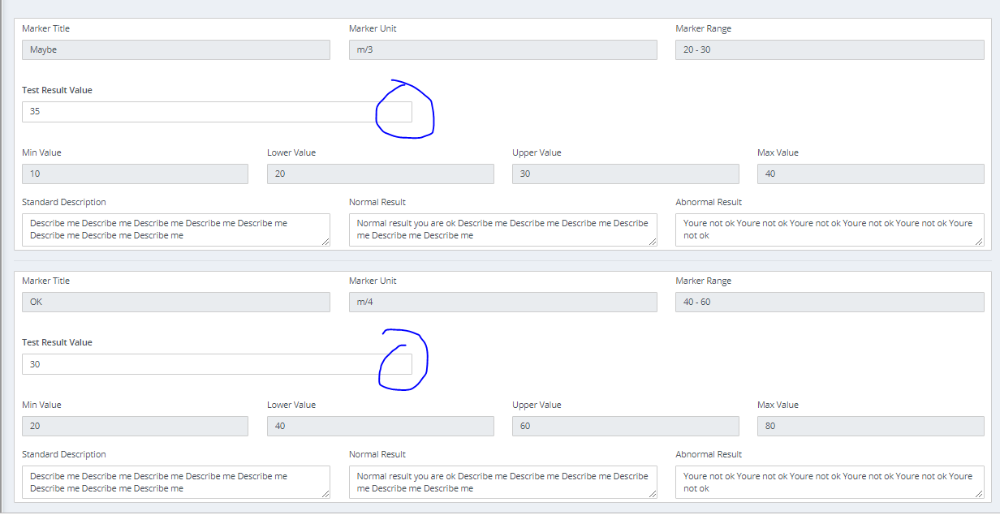 Marker Title Marker Unit Marker Range
Maybe m/3 20 - 30
Test Result Value
35
Min Value Lower Value Upper Value Max Value
10 20 30 40
Standard Description Normal Result Abnormal Result
Describe me Describe me Describe me Describe me Describe me
Describe me Describe me Describe me
Normal result you are ok Describe me Describe me Describe me Describe
me Describe me Describe me
Youre not ok Youre not ok Youre not ok Youre not ok Youre not ok Youre
not ok
Marker Title Marker Unit Marker Range
OK m/4 40 - 60
Test Result Value
30
Min Value Lower Value Upper Value Max Value
20 40 60 80
Standard Description Normal Result Abnormal Result
Describe me Describe me Describe me Describe me Describe me
Describe me Describe me Describe me
Normal result you are ok Describe me Describe me Describe me Describe
me Describe me Describe me
Youre not ok Youre not ok Youre not ok Youre not ok Youre not ok Youre
not ok